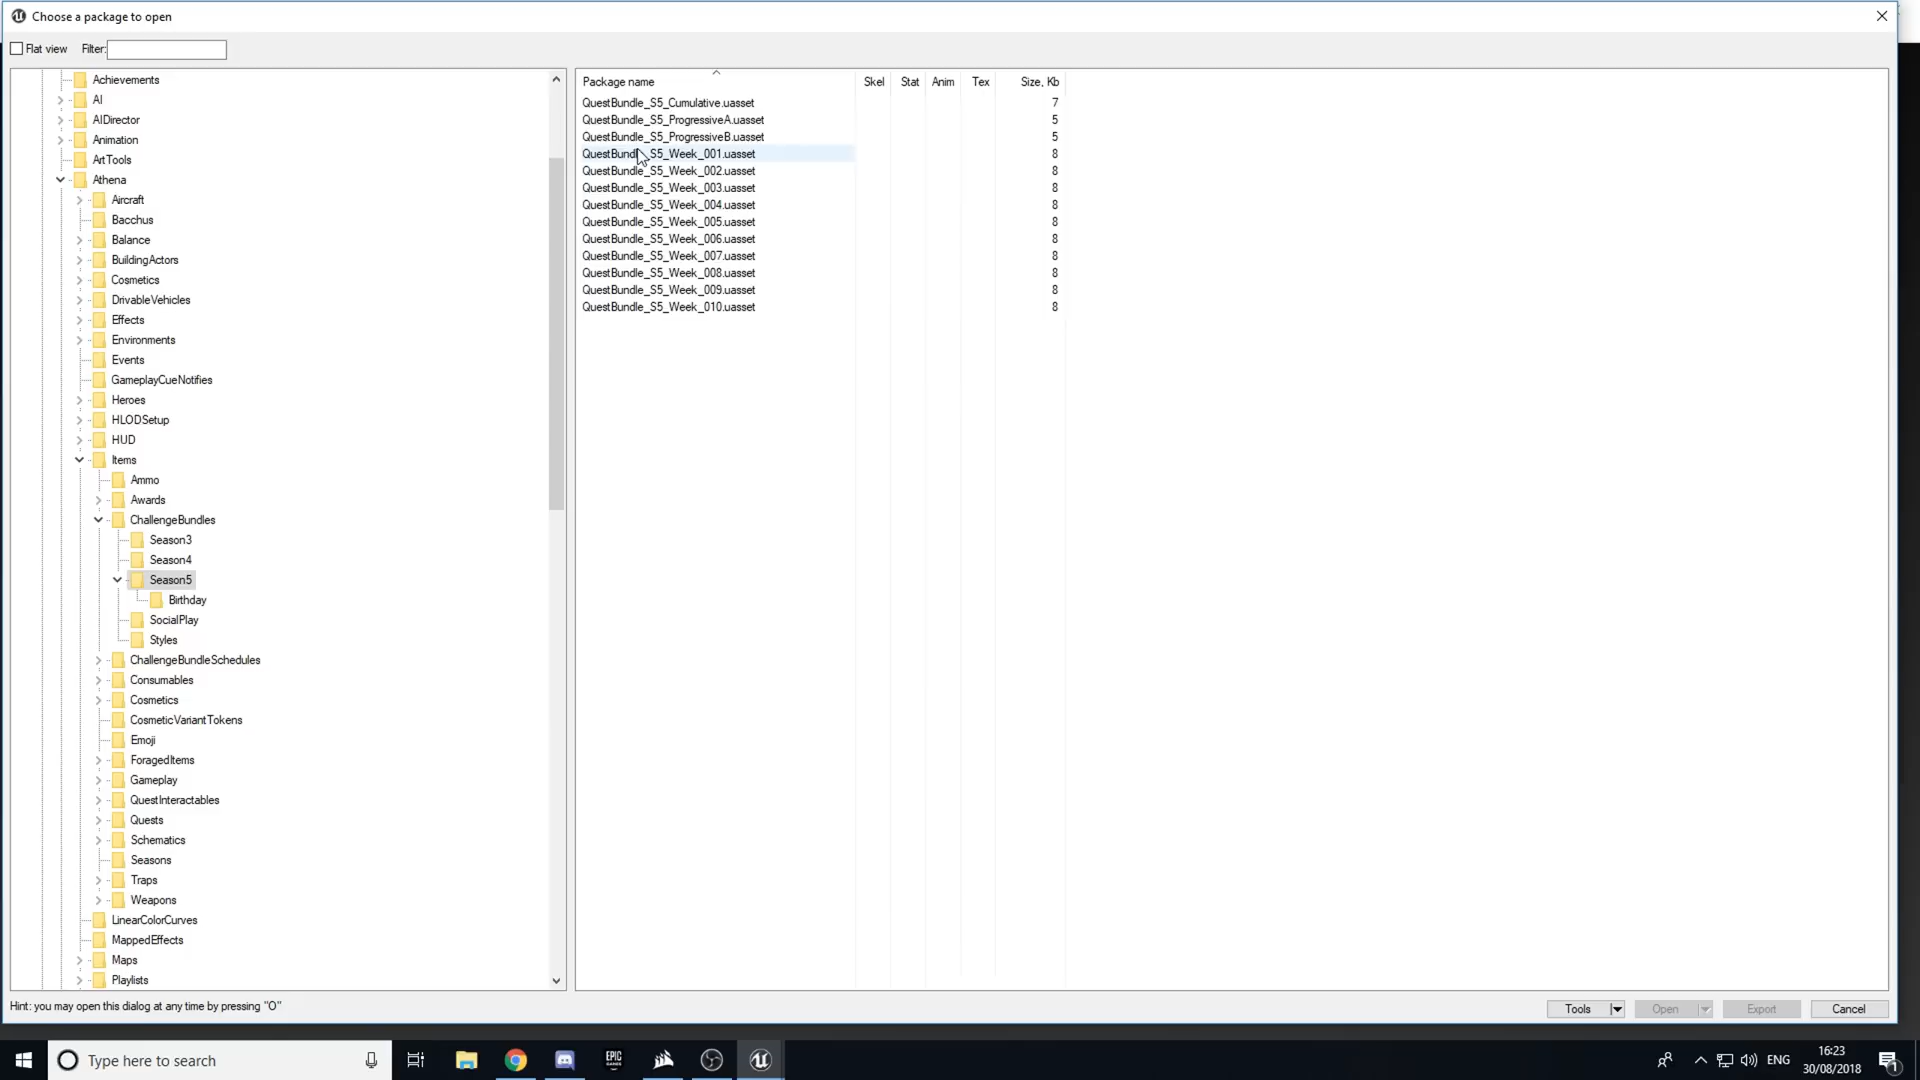 Choose a package to open
Flat view Filter:
Achievements
AI
AIDirector
Animation
ArtTools
Athena
Aircraft
Bacchus
Balance
BuildingActors
Cosmetics
DrivableVehicles
Effects
Environments
Events
GameplayCueNotifies
Heroes
HLODSetup
HUD
Items
Ammo
Awards
ChallengeBundles
Season3
Season4
Season5
Birthday
SocialPlay
Styles
ChallengeBundleSchedules
Consumables
Cosmetics
CosmeticVariantTokens
Emoji
ForagedItems
Gameplay
QuestInteractables
Quests
Schematics
Seasons
Traps
Weapons
LinearColorCurves
MappedEffects
Maps
Playlists
Package name Skel Stat Anim Tex Size, Kb
QuestBundle_S5_Cumulative.uasset 7
QuestBundle_S5_ProgressiveA.uasset 5
QuestBundle_S5_ProgressiveB.uasset 5
QuestBundle_S5_Week_001.uasset 8
QuestBundle_S5_Week_002.uasset 8
QuestBundle_S5_Week_003.uasset 8
QuestBundle_S5_Week_004.uasset 8
QuestBundle_S5_Week_005.uasset 8
QuestBundle_S5_Week_006.uasset 8
QuestBundle_S5_Week_007.uasset 8
QuestBundle_S5_Week_008.uasset 8
QuestBundle_S5_Week_009.uasset 8
QuestBundle_S5_Week_010.uasset 8
Hint: you may open this dialog at any time by pressing "O"
Tools Open Export Cancel
Type here to search
EPIC
GAMES
ENG
16:23
30/08/2018
1